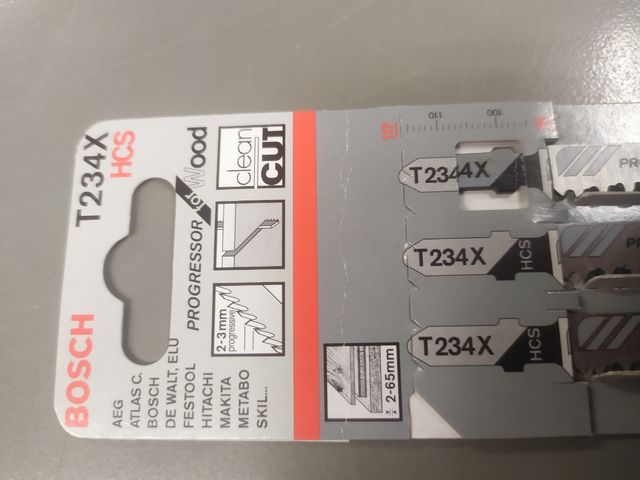 BOSCH
T234X
HCS
AEG
ATLAS C.
BOSCH
DE WALT, ELU
FESTOOL
HITACHI
MAKITA
METABO
SKIL...
PROGRESSOR for Wood
2-3mm
progressive
clean
CUT
2-65mm
117
110
100
T234X
T234X
HCS
T234X
HCS